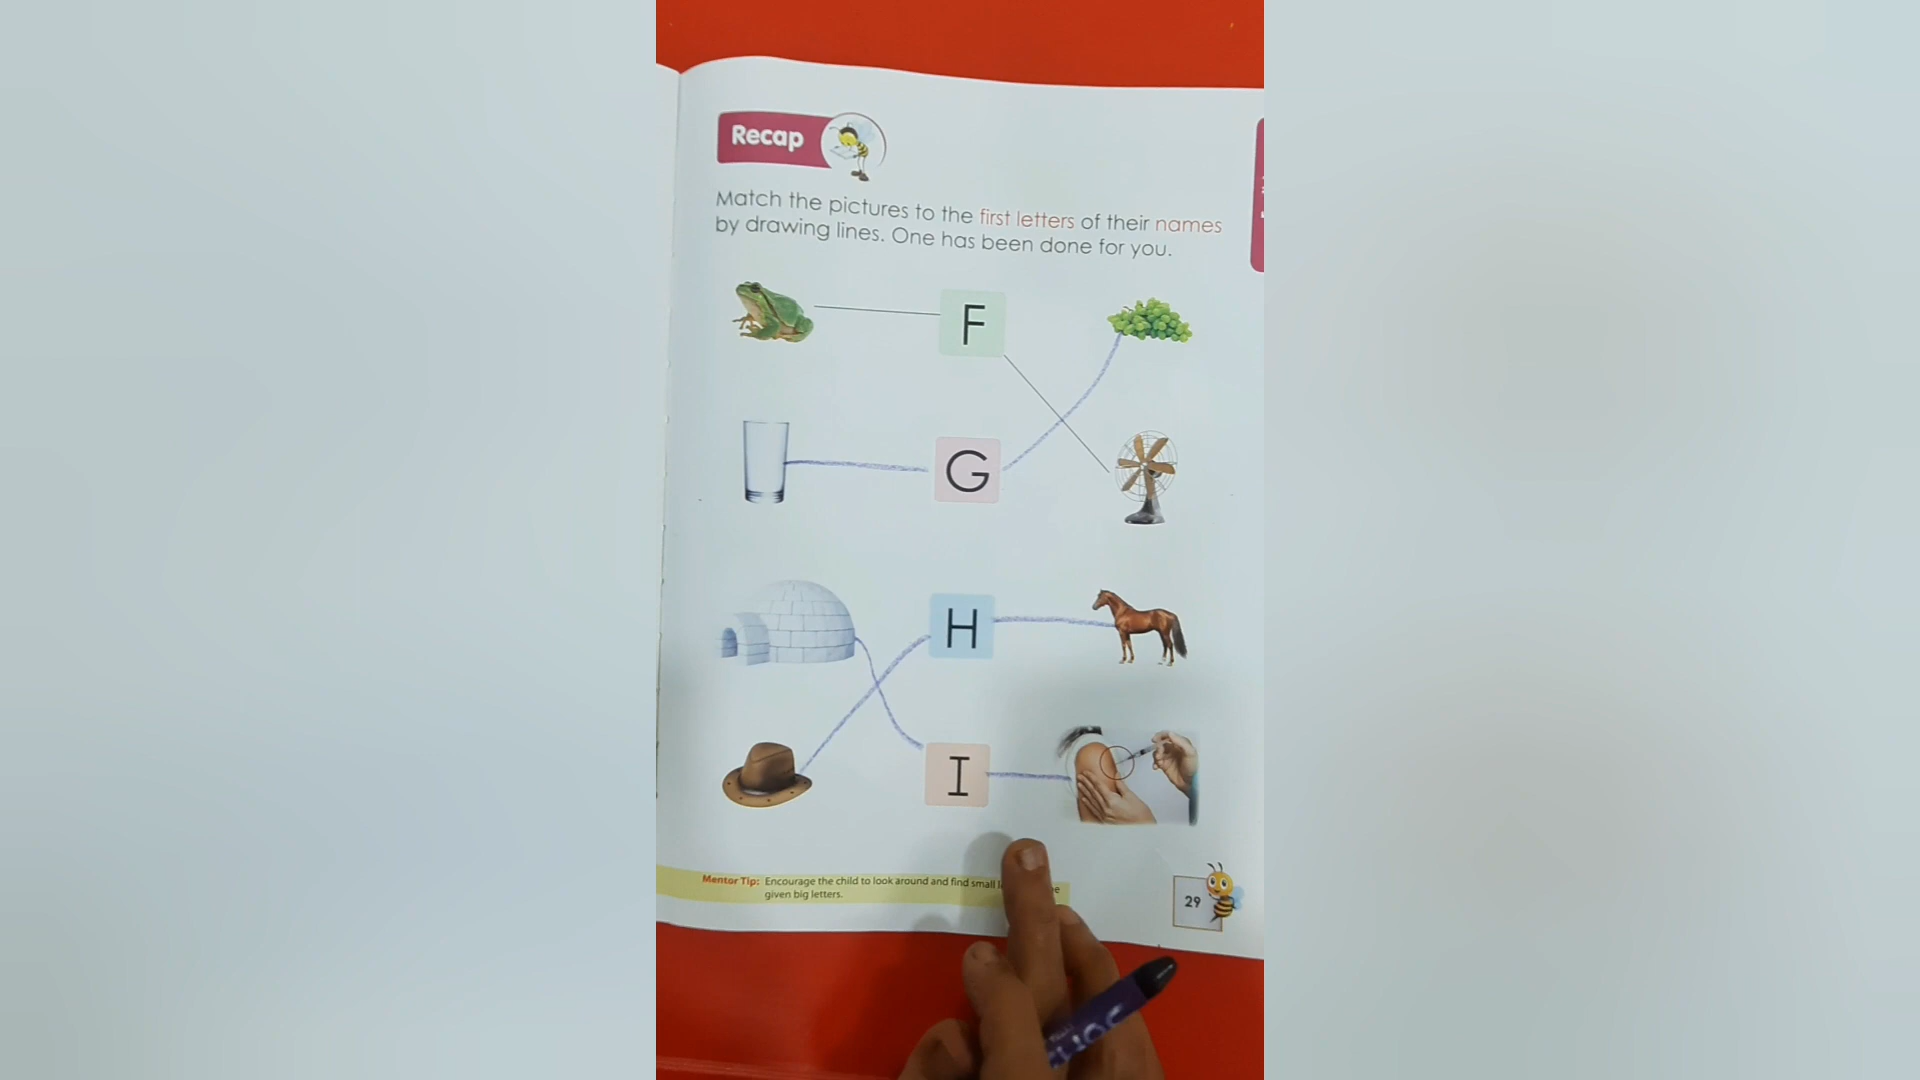 Recap
Match the pictures to the first letters of their names
by drawing lines. One has been done for you.
F
G
H
I
Mentor Tip: Encourage the child to look around and find small
given big letters.
29